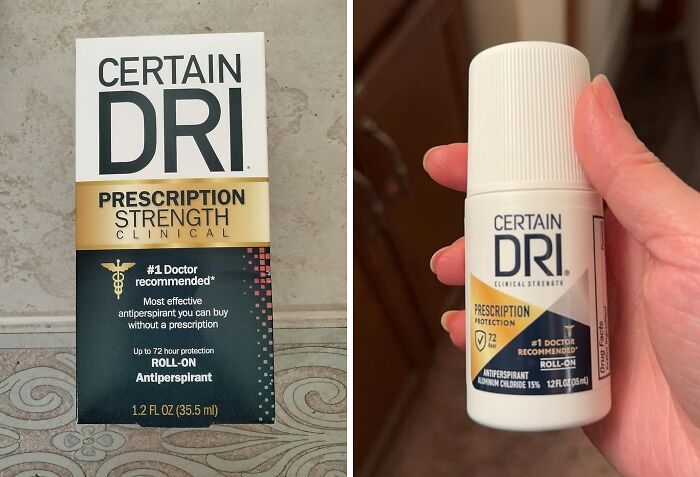 CERTAIN
DRI®
PRESCRIPTION
STRENGTH
CLINICAL
#1 Doctor
recommended*
Most effective
antiperspirant you can buy
without a prescription
Up to 72 hour protection
ROLL-ON
Antiperspirant
1.2 FL OZ (35.5 ml)
CERTAIN
DRI®
CLINICAL STRENGTH
PRESCRIPTION
PROTECTION
72
Hour
#1 DOCTOR
RECOMMENDED*
ROLL-ON
ANTIPERSPIRANT
ALUMINUM CHLORIDE 15% 1.2 FL OZ (35 mL)
Drug Facts